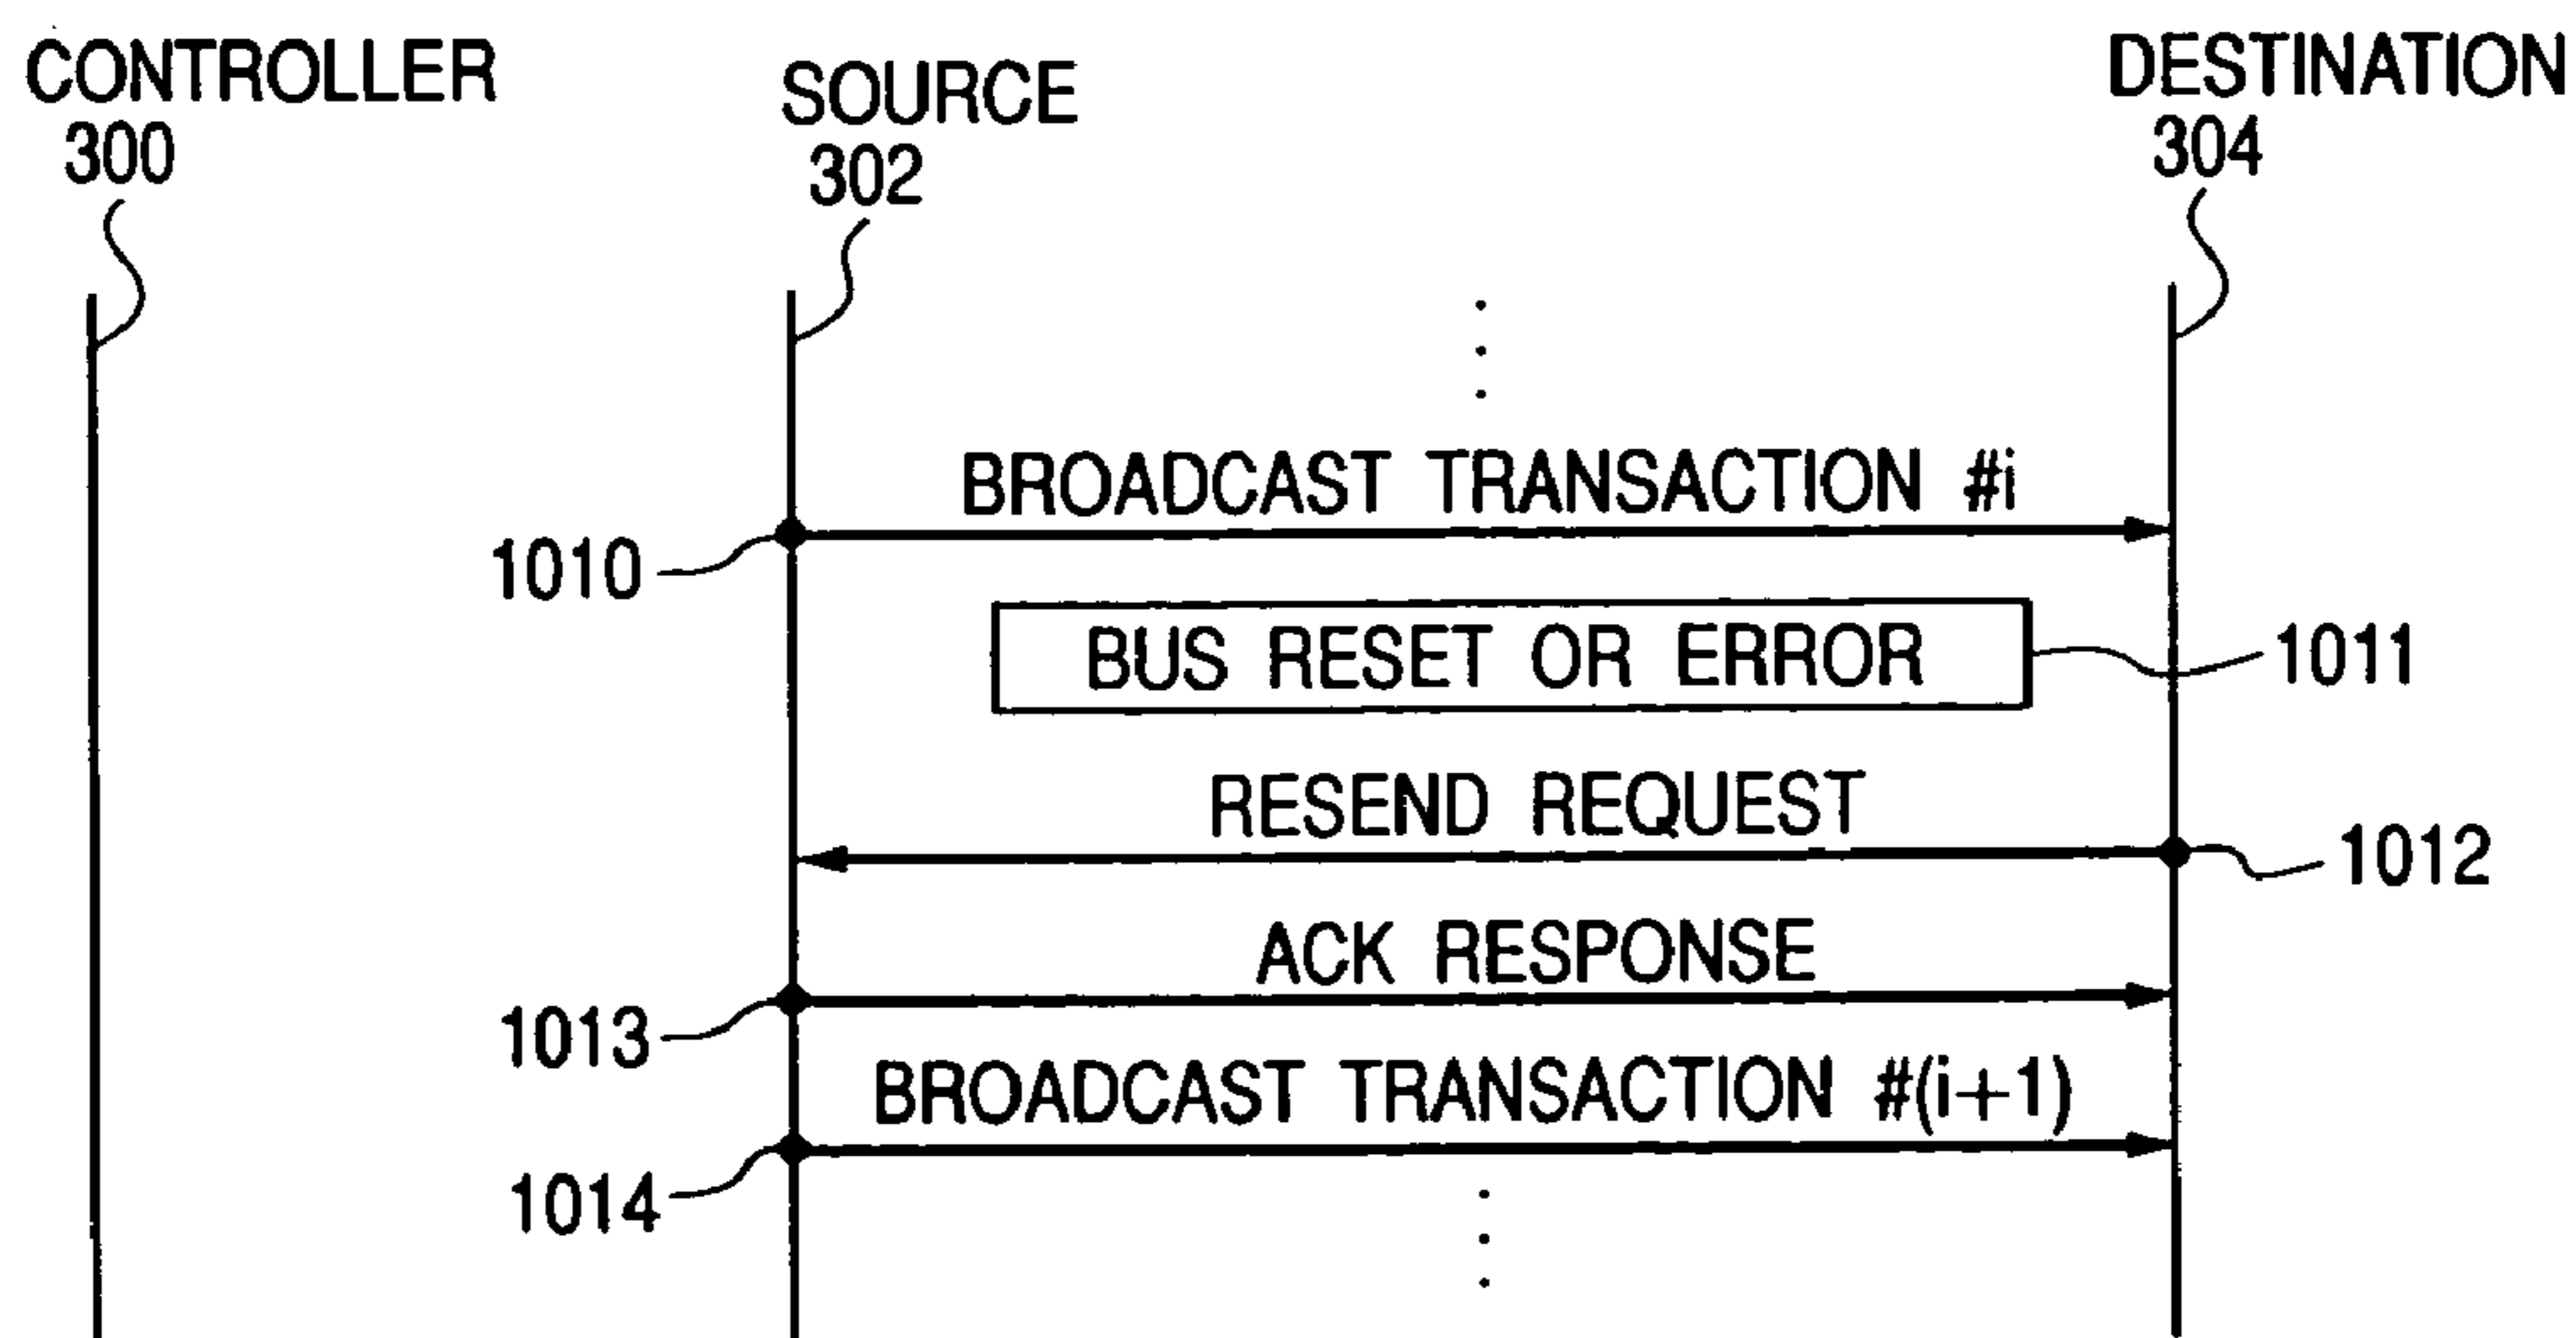 CONTROLLER
300
SOURCE
302
DESTINATION
304
BROADCAST TRANSACTION #i
1010
BUS RESET OR ERROR
1011
RESEND REQUEST
1012
ACK RESPONSE
1013
BROADCAST TRANSACTION #(i+1)
1014